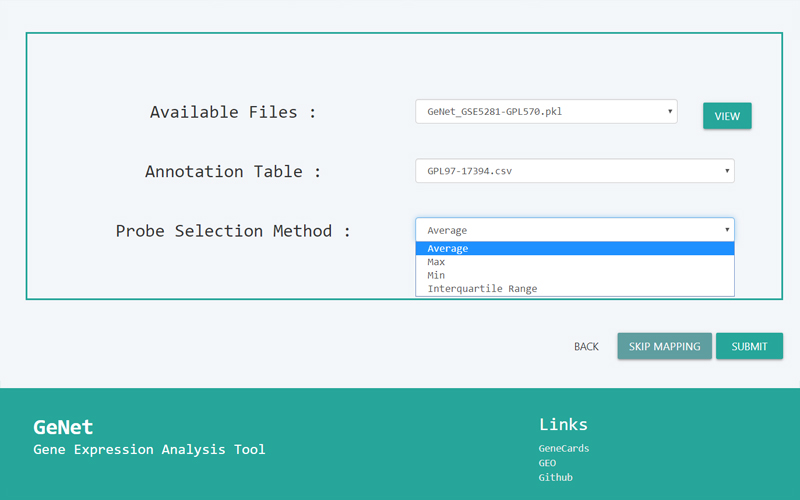 Available Files :
GeNet_GSE5281-GPL570.pkl
VIEW
Annotation Table :
GPL97-17394.csv
Probe Selection Method :
Average
Average
Max
Min
Interquartile Range
BACK
SKIP MAPPING
SUBMIT
GeNet
Gene Expression Analysis Tool
Links
GeneCards
GEO
Github